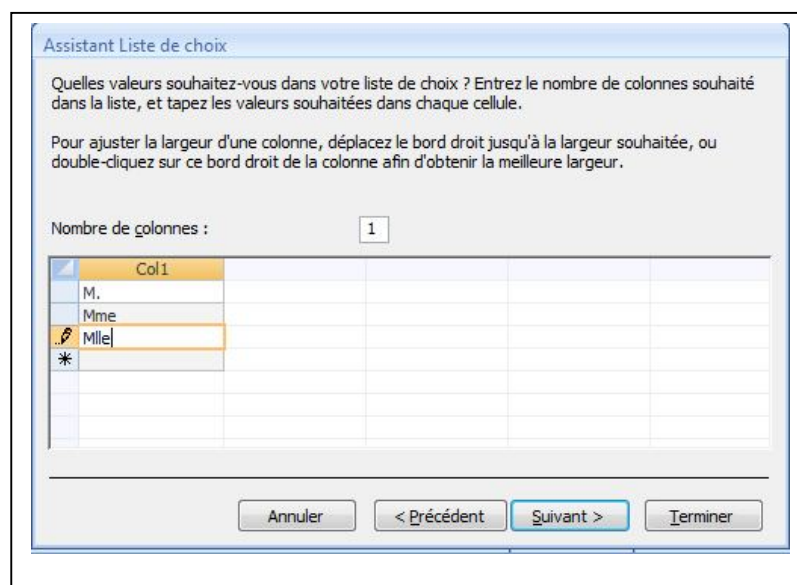 Assistant Liste de choix
Quelles valeurs souhaitez-vous dans votre liste de choix ? Entrez le nombre de colonnes souhaité
dans la liste, et tapez les valeurs souhaitées dans chaque cellule.
Pour ajuster la largeur d'une colonne, déplacez le bord droit jusqu'à la largeur souhaitée, ou
double-cliquez sur ce bord droit de la colonne afin d'obtenir la meilleure largeur.
Nombre de colonnes : 1
Col1
M.
Mme
Mlle
Annuler < Précédent Suivant > Terminer